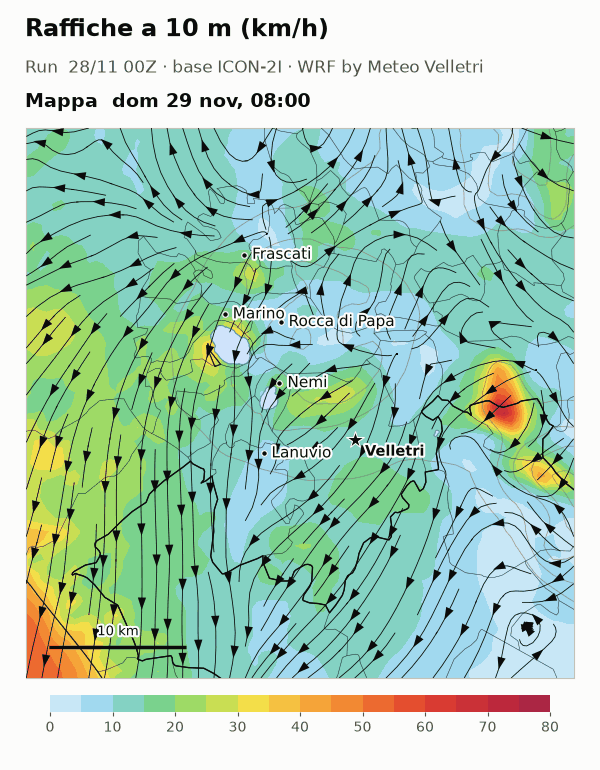 Raffiche a 10 m (km/h)
Run  28/11 00Z · base ICON-2I · WRF by Meteo Velletri
Mappa  dom 29 nov, 08:00
Frascati
Marino
Rocca di Papa
Nemi
Velletri
Lanuvio
10 km
0 10 20 30 40 50 60 70 80